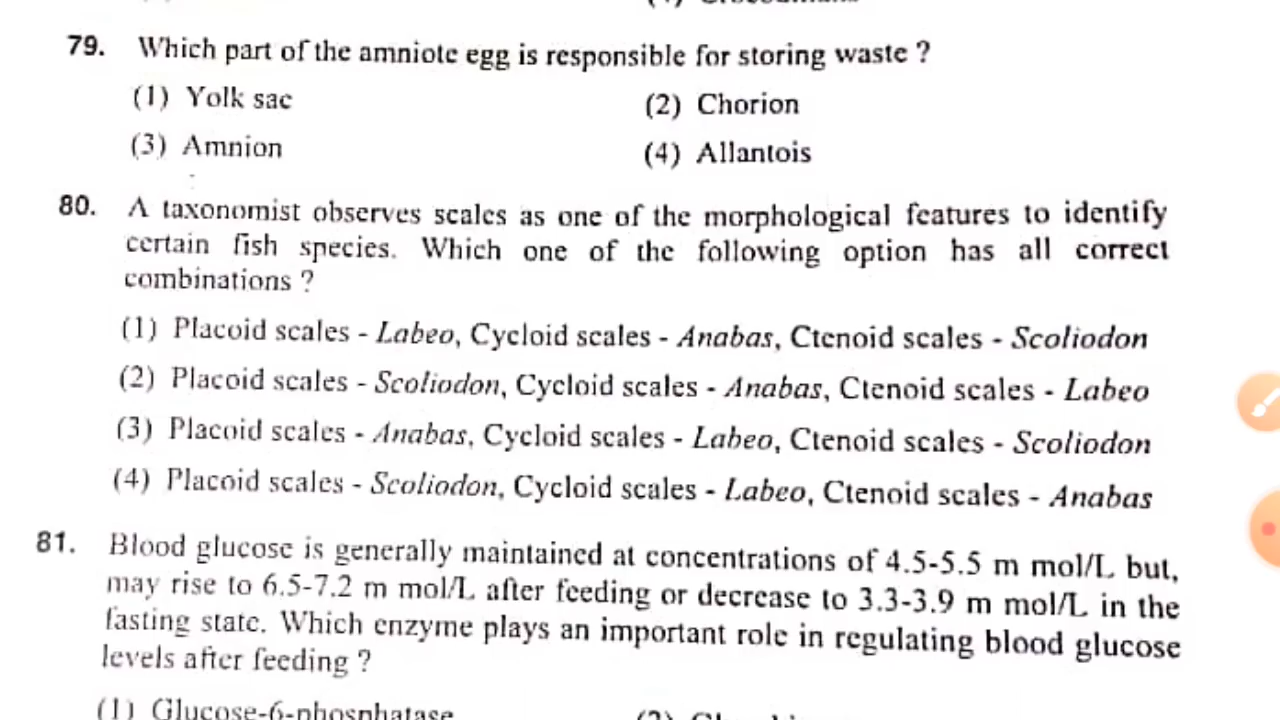 79. Which part of the amniote egg is responsible for storing waste ?
(1) Yolk sac (2) Chorion
(3) Amnion (4) Allantois
80. A taxonomist observes scales as one of the morphological features to identify
certain fish species. Which one of the following option has all correct
combinations ?
(1) Placoid scales - Labeo, Cycloid scales - Anabas, Ctenoid scales - Scoliodon
(2) Placoid scales - Scoliodon, Cycloid scales - Anabas, Ctenoid scales - Labeo
(3) Placoid scales - Anabas, Cycloid scales - Labeo, Ctenoid scales - Scoliodon
(4) Placoid scales - Scoliodon, Cycloid scales - Labeo, Ctenoid scales - Anabas
81. Blood glucose is generally maintained at concentrations of 4.5-5.5 m mol/L but,
may rise to 6.5-7.2 m mol/L after feeding or decrease to 3.3-3.9 m mol/L in the
fasting state. Which enzyme plays an important role in regulating blood glucose
levels after feeding ?
(1) Glucose-6-phosphatase (2)